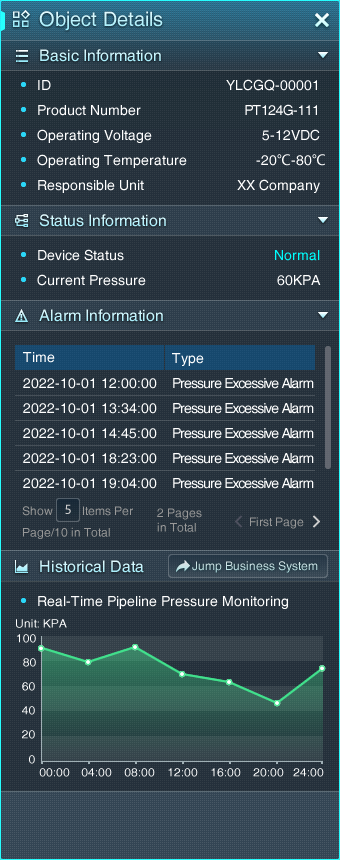 Object Details
Basic Information
ID YLCGQ-00001
Product Number PT124G-111
Operating Voltage 5-12VDC
Operating Temperature -20℃-80℃
Responsible Unit XX Company
Status Information
Device Status Normal
Current Pressure 60KPA
Alarm Information
Time Type
2022-10-01 12:00:00 Pressure Excessive Alarm
2022-10-01 13:34:00 Pressure Excessive Alarm
2022-10-01 14:45:00 Pressure Excessive Alarm
2022-10-01 18:23:00 Pressure Excessive Alarm
2022-10-01 19:04:00 Pressure Excessive Alarm
Show 5 Items Per
Page/10 in Total
2 Pages
in Total
First Page
Historical Data Jump Business System
Real-Time Pipeline Pressure Monitoring
Unit: KPA
100
80
60
40
20
0
00:00 04:00 08:00 12:00 16:00 20:00 24:00